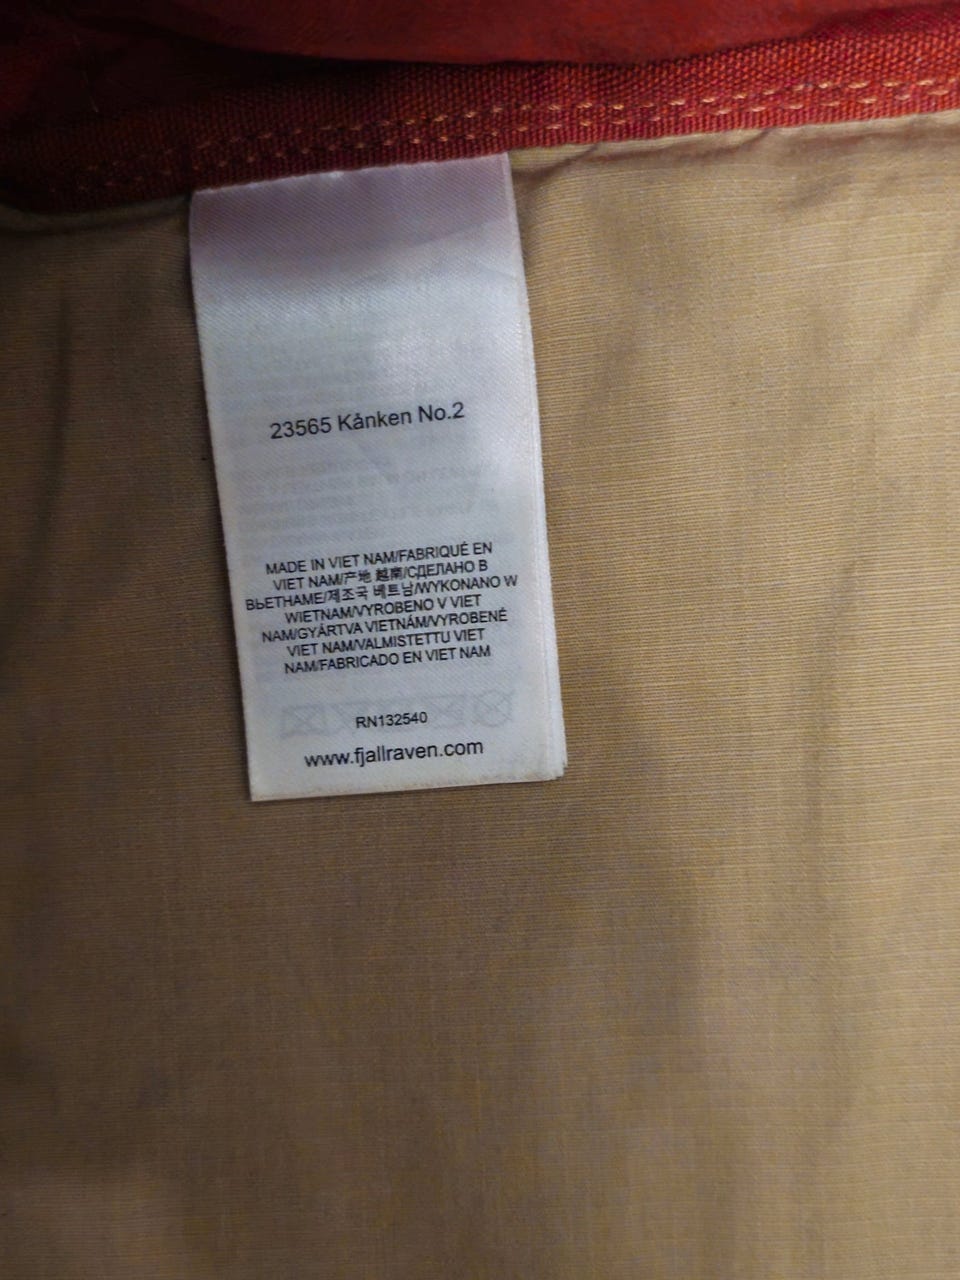 23565 Kånken No.2
MADE IN VIET NAM/FABRIQUÉ EN
VIET NAM/产地 越南/СДЕЛАНО В
ВЬЕТНАМЕ/제조국 베트남/WYKONANO W
WIETNAM/VYROBENO V VIET
NAM/GYÁRTVA VIETNÁM/VYROBENÉ
VIET NAM/VALMISTETTU VIET
NAM/FABRICADO EN VIET NAM
RN132540
www.fjallraven.com